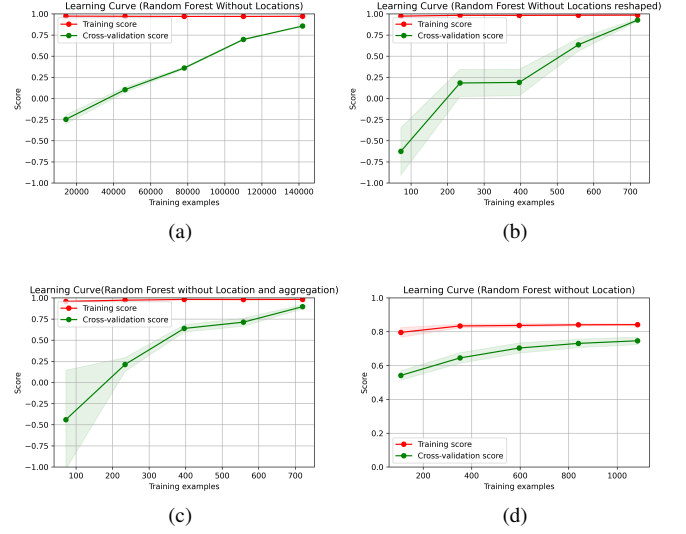 Learning Curve (Random Forest Without Locations)
1.00
0.75
0.50
0.25
0.00
−0.25
−0.50
−0.75
−1.00
Score
Training score
Cross-validation score
20000 40000 60000 80000 100000 120000 140000
Training examples
(a)
Learning Curve (Random Forest Without Locations reshaped)
1.00
0.75
0.50
0.25
0.00
−0.25
−0.50
−0.75
−1.00
Score
Training score
Cross-validation score
100 200 300 400 500 600 700
Training examples
(b)
Learning Curve(Random Forest without Location and aggregation)
1.00
0.75
0.50
0.25
0.00
−0.25
−0.50
−0.75
−1.00
Score
Training score
Cross-validation score
100 200 300 400 500 600 700
Training examples
(c)
Learning Curve (Random Forest without Location)
1.0
0.8
0.6
0.4
0.2
0.0
Score
Training score
Cross-validation score
200 400 600 800 1000
Training examples
(d)